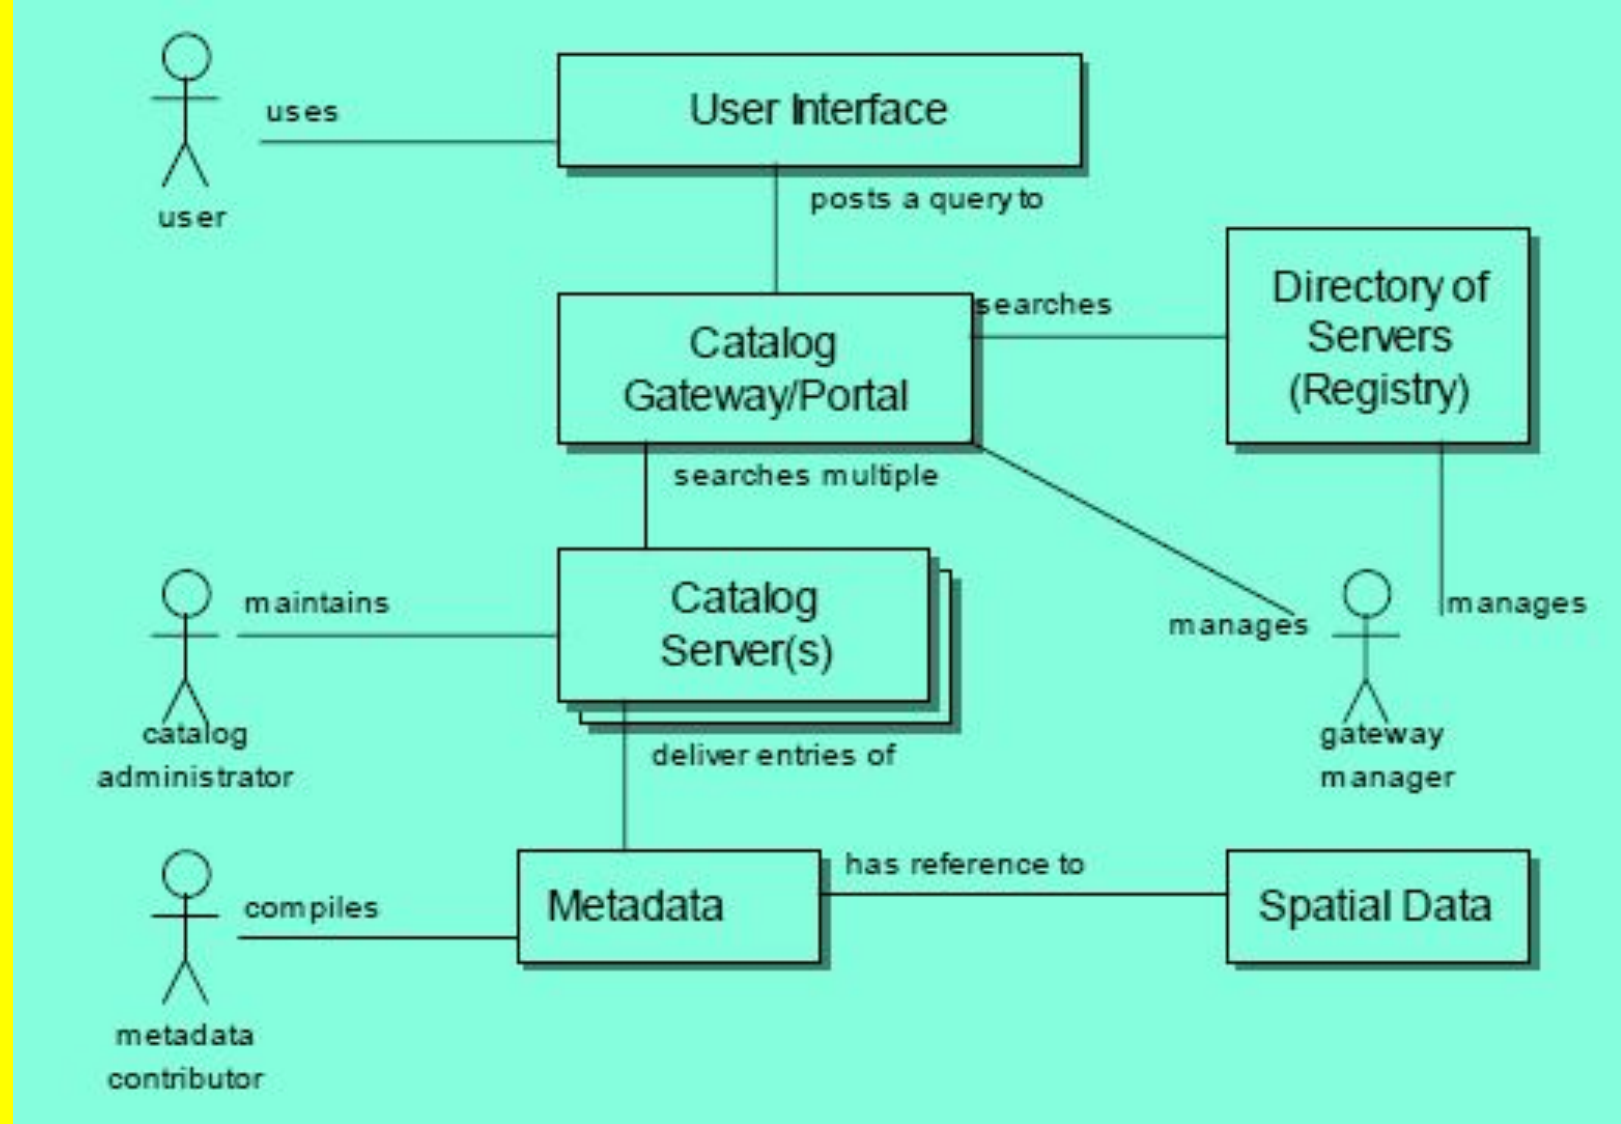 uses
User Interface
user
posts a query to
Catalog
Gateway/Portal
searches
Directory of
Servers
(Registry)
searches multiple
maintains
Catalog
Server(s)
manages
manages
catalog
administrator
deliver entries of
gateway
manager
compiles
Metadata
has reference to
Spatial Data
metadata
contributor